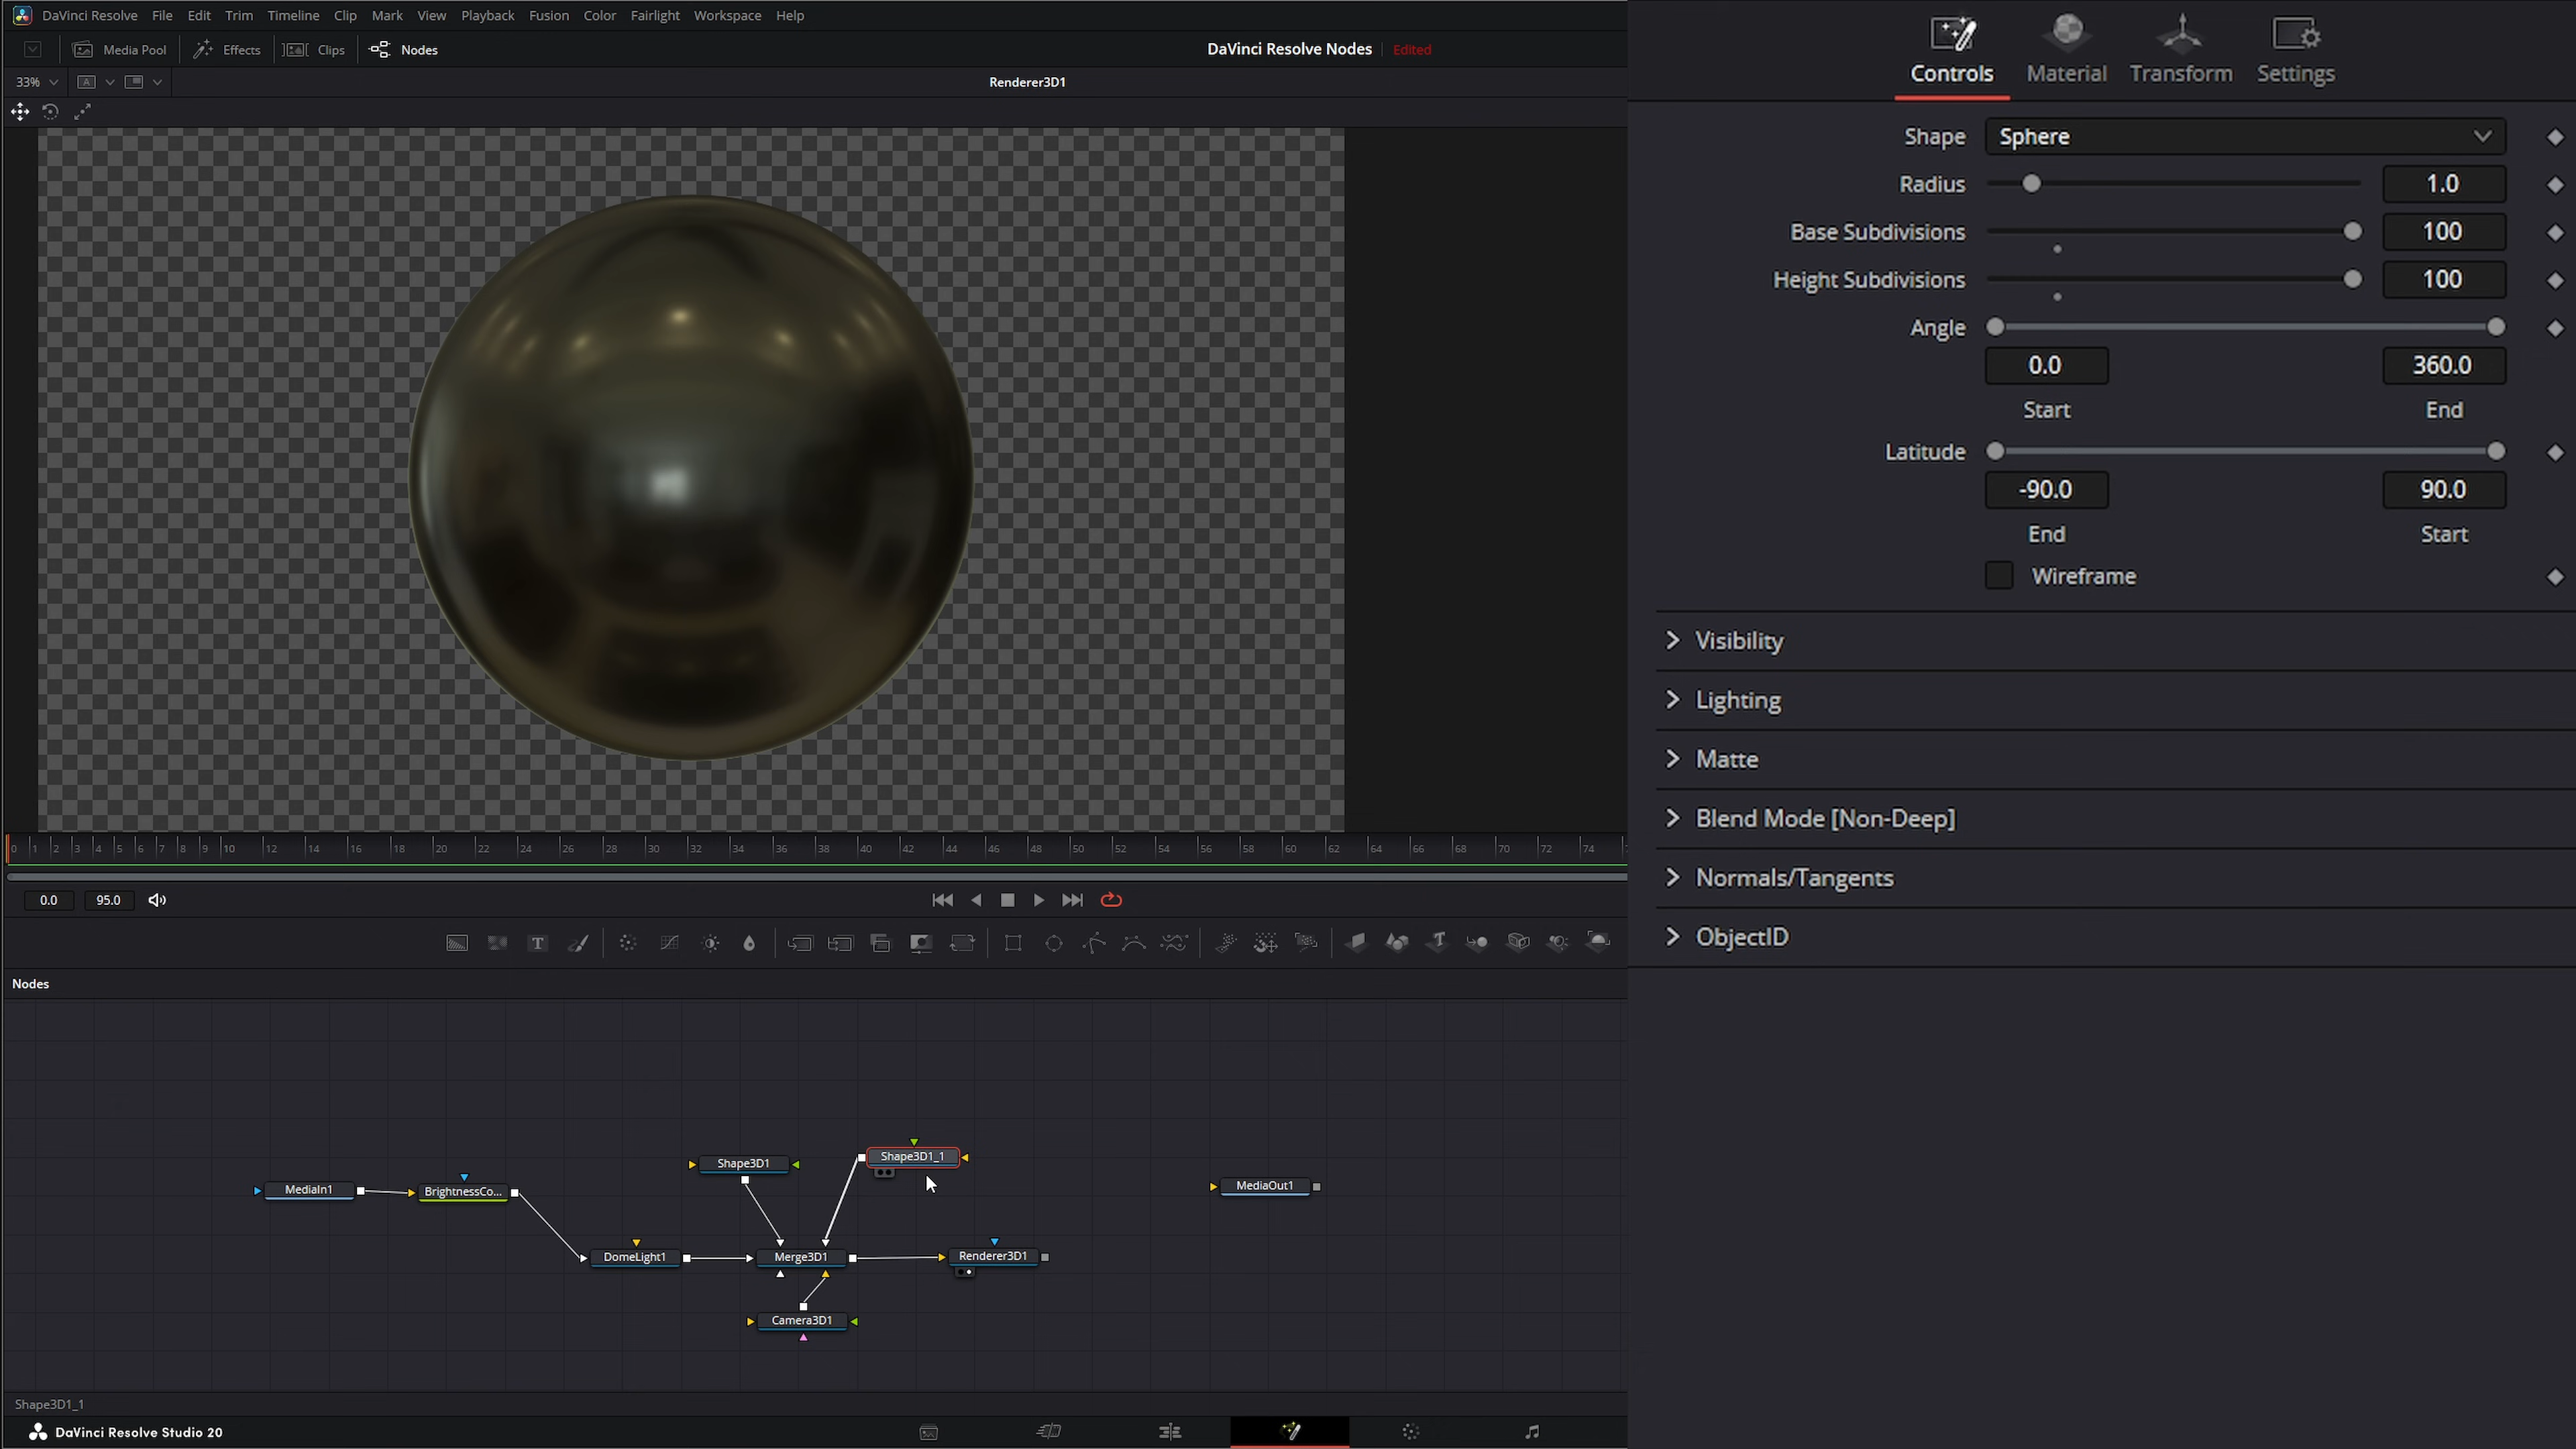 DaVinci Resolve File Edit Trim Timeline Clip Mark View Playback Fusion Color Fairlight Workspace Help
Media Pool Effects Clips Nodes DaVinci Resolve Nodes Edited
33% A Renderer3D1
Controls Material Transform Settings
Shape Sphere
Radius 1.0
Base Subdivisions 100
Height Subdivisions 100
Angle
0.0 360.0
Start End
Latitude
-90.0 90.0
End Start
Wireframe
Visibility
Lighting
Matte
Blend Mode [Non-Deep]
Normals/Tangents
ObjectID
0 1 2 3 4 5 6 7 8 9 10 12 14 16 18 20 22 24 26 28 30 32 34 36 38 40 42 44 46 48 50 52 54 56 58 60 62 64 66 68 70 72 74
0.0 95.0
T T
Nodes
Shape3D1 Shape3D1_1
MediaIn1 BrightnessCo... MediaOut1
DomeLight1 Merge3D1 Renderer3D1
Camera3D1
Shape3D1_1
DaVinci Resolve Studio 20